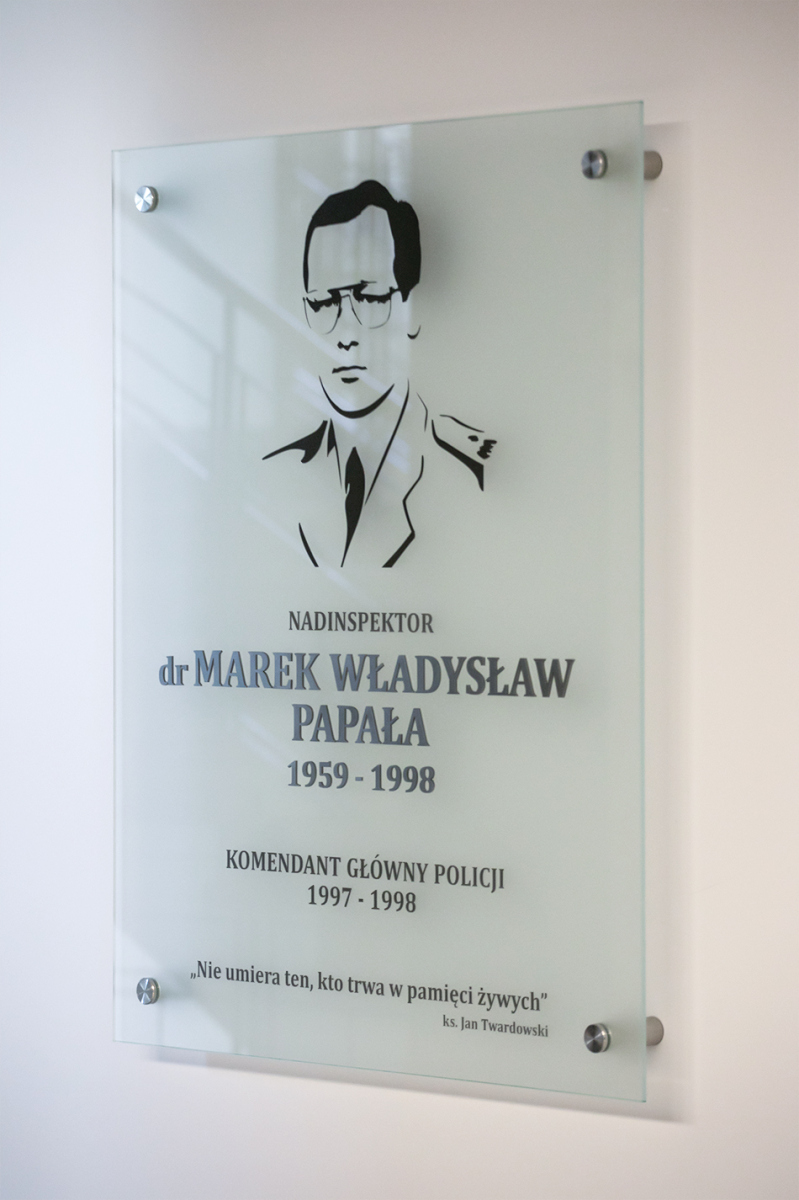 NADINSPEKTOR
dr MAREK WŁADYSŁAW
PAPAŁA
1959 - 1998
KOMENDANT GŁÓWNY POLICJI
1997 - 1998
„Nie umiera ten, kto trwa w pamięci żywych”
ks. Jan Twardowski